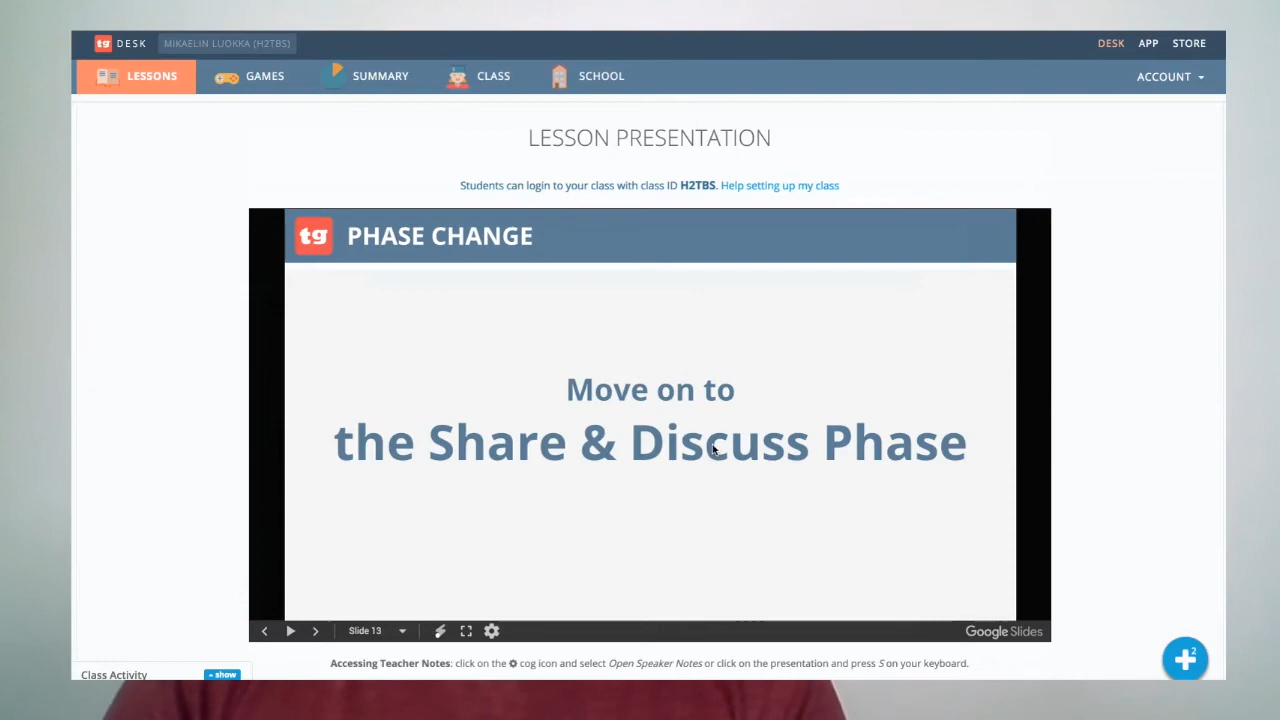 tg DESK MIKAELIN LUOKKA (H2TBS) DESK APP STORE
LESSONS GAMES SUMMARY CLASS SCHOOL ACCOUNT
LESSON PRESENTATION
Students can login to your class with class ID H2TBS. Help setting up my class
tg PHASE CHANGE
Move on to
the Share & Discuss Phase
Slide 13 Google Slides
Accessing Teacher Notes: click on the cog icon and select Open Speaker Notes or click on the presentation and press S on your keyboard.
+2
Class Activity show